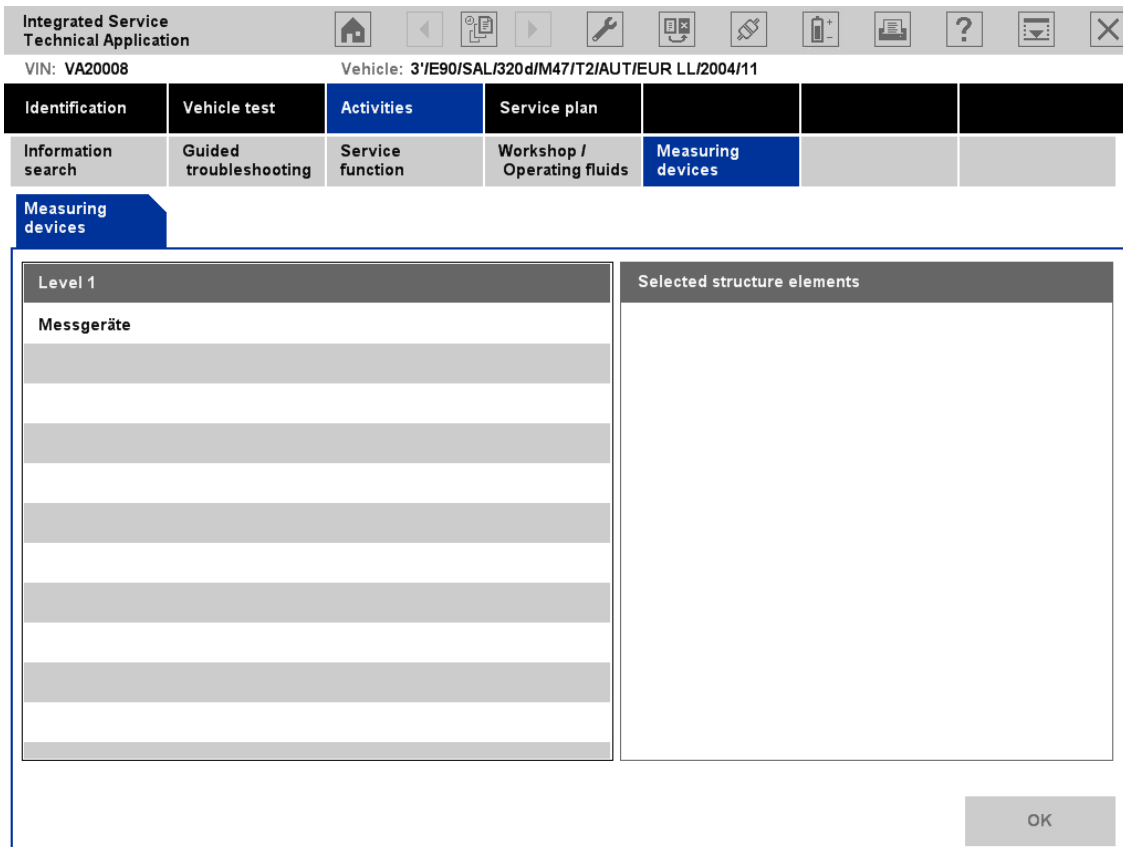 Integrated Service
Technical Application
VIN: VA20008
Vehicle: 3'/E90/SAL/320d/M47/T2/AUT/EUR LL/2004/11
Identification
Vehicle test
Activities
Service plan
Information
search
Guided
troubleshooting
Service
function
Workshop /
Operating fluids
Measuring
devices
Measuring
devices
Level 1
Selected structure elements
Messgeräte
OK